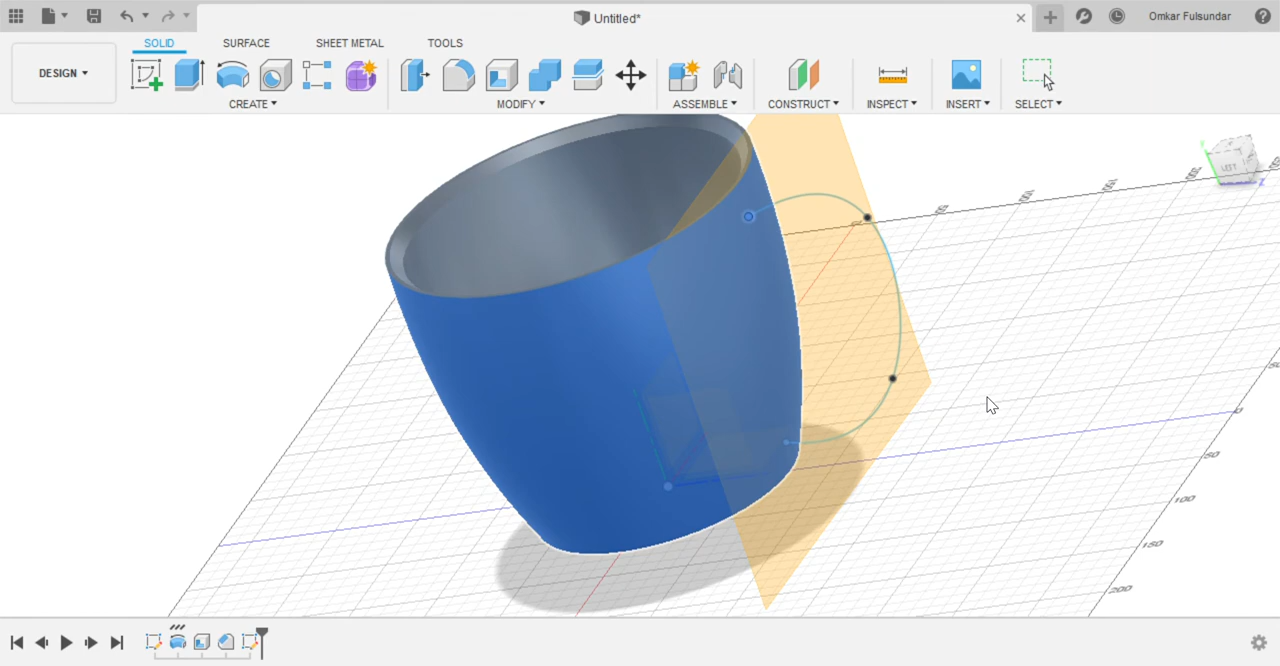 Untitled*
Omkar Fulsundar
SOLID SURFACE SHEET METAL TOOLS
DESIGN
CREATE MODIFY ASSEMBLE CONSTRUCT INSPECT INSERT SELECT
LEFT
50
100
150
200